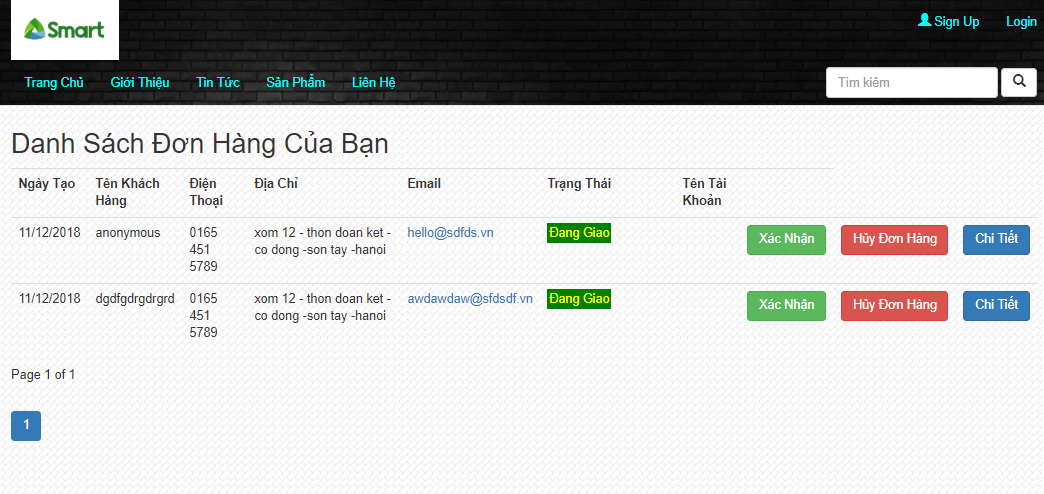 Smart
Sign Up Login
Trang Chủ Giới Thiệu Tin Tức Sản Phẩm Liên Hệ Tìm kiêm
Danh Sách Đơn Hàng Của Bạn
Ngày Tạo Tên Khách Hàng Điện Thoại Địa Chỉ Email Trạng Thái Tên Tài Khoản
11/12/2018 anonymous 0165 451 5789 xom 12 - thon doan ket - co dong -son tay -hanoi hello@sdfds.vn Đang Giao Xác Nhận Hủy Đơn Hàng Chi Tiết
11/12/2018 dgdfgdrgdrgrd 0165 451 5789 xom 12 - thon doan ket - co dong -son tay -hanoi awdawdaw@sfdsdf.vn Đang Giao Xác Nhận Hủy Đơn Hàng Chi Tiết
Page 1 of 1
1